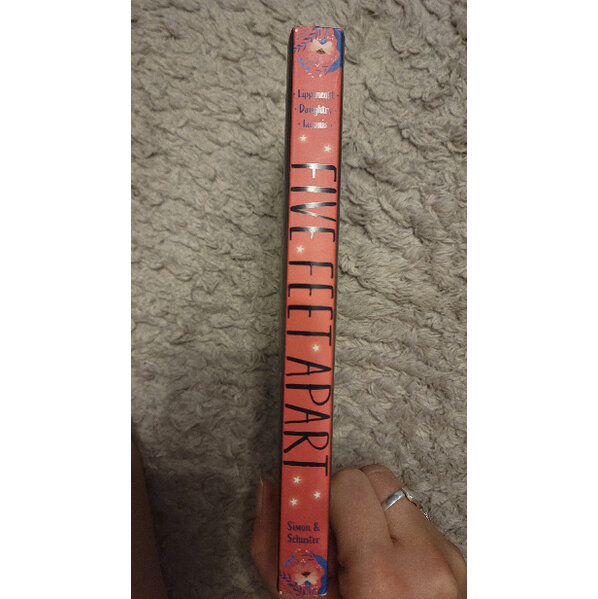 · Lippincott ·
· Daughtry ·
· Iaconis ·
FIVE FEET APART
Simon &
Schuster